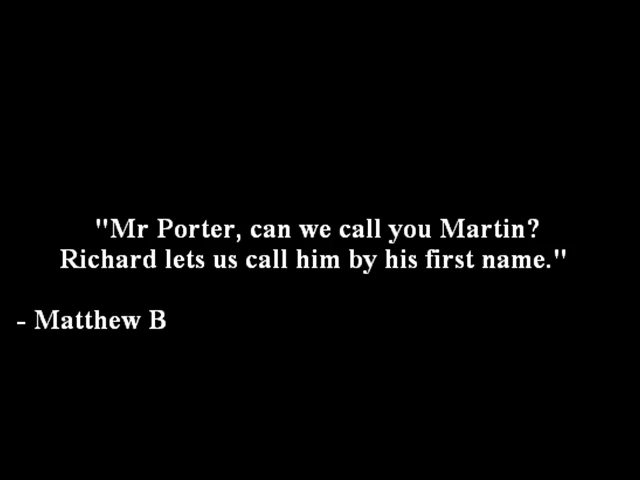 "Mr Porter, can we call you Martin?
Richard lets us call him by his first name."
- Matthew B